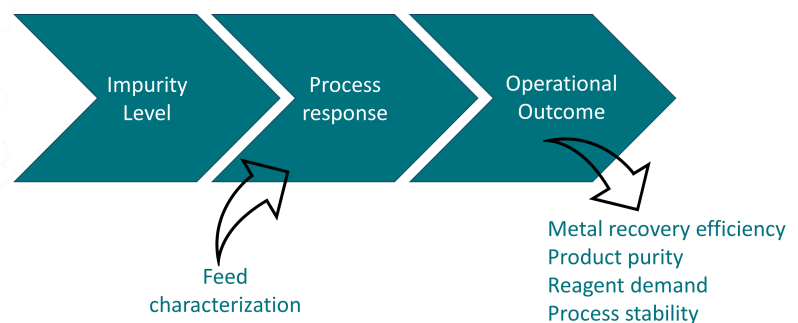 Impurity
Level
Process
response
Operational
Outcome
Feed
characterization
Metal recovery efficiency
Product purity
Reagent demand
Process stability